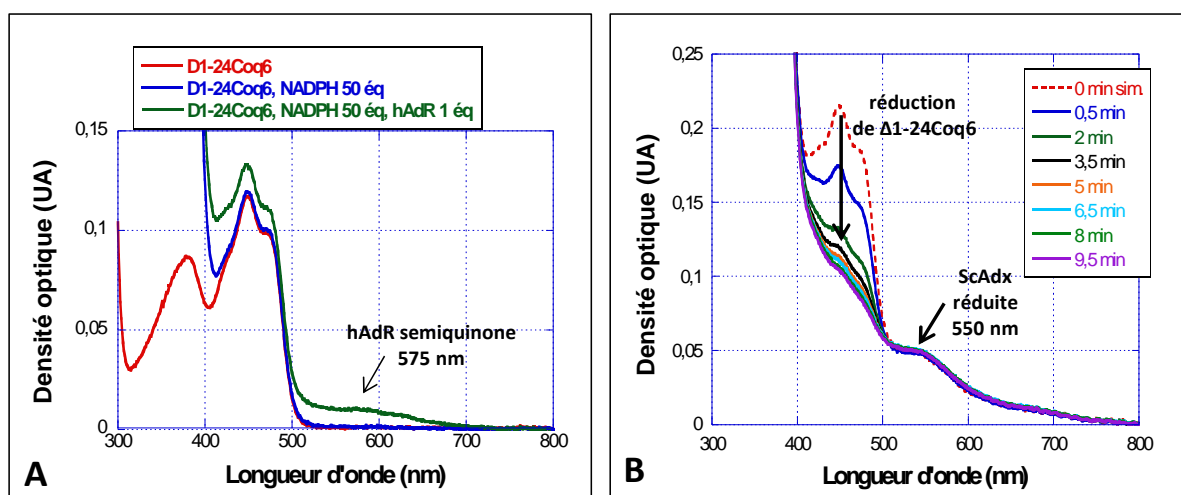 D1-24Coq6
D1-24Coq6, NADPH 50 éq
D1-24Coq6, NADPH 50 éq, hAdR 1 éq
0,15
0,1
0,05
0
Densité optique (UA)
hAdR semiquinone
575 nm
300 400 500 600 700 800
Longueur d'onde (nm)
A
0,25
0,2
0,15
0,1
0,05
0
Densité optique (UA)
réduction
de Δ1-24Coq6
0 min sim.
0,5 min
2 min
3,5 min
5 min
6,5 min
8 min
9,5 min
ScAdx
réduite
550 nm
300 400 500 600 700 800
Longueur d'onde (nm)
B